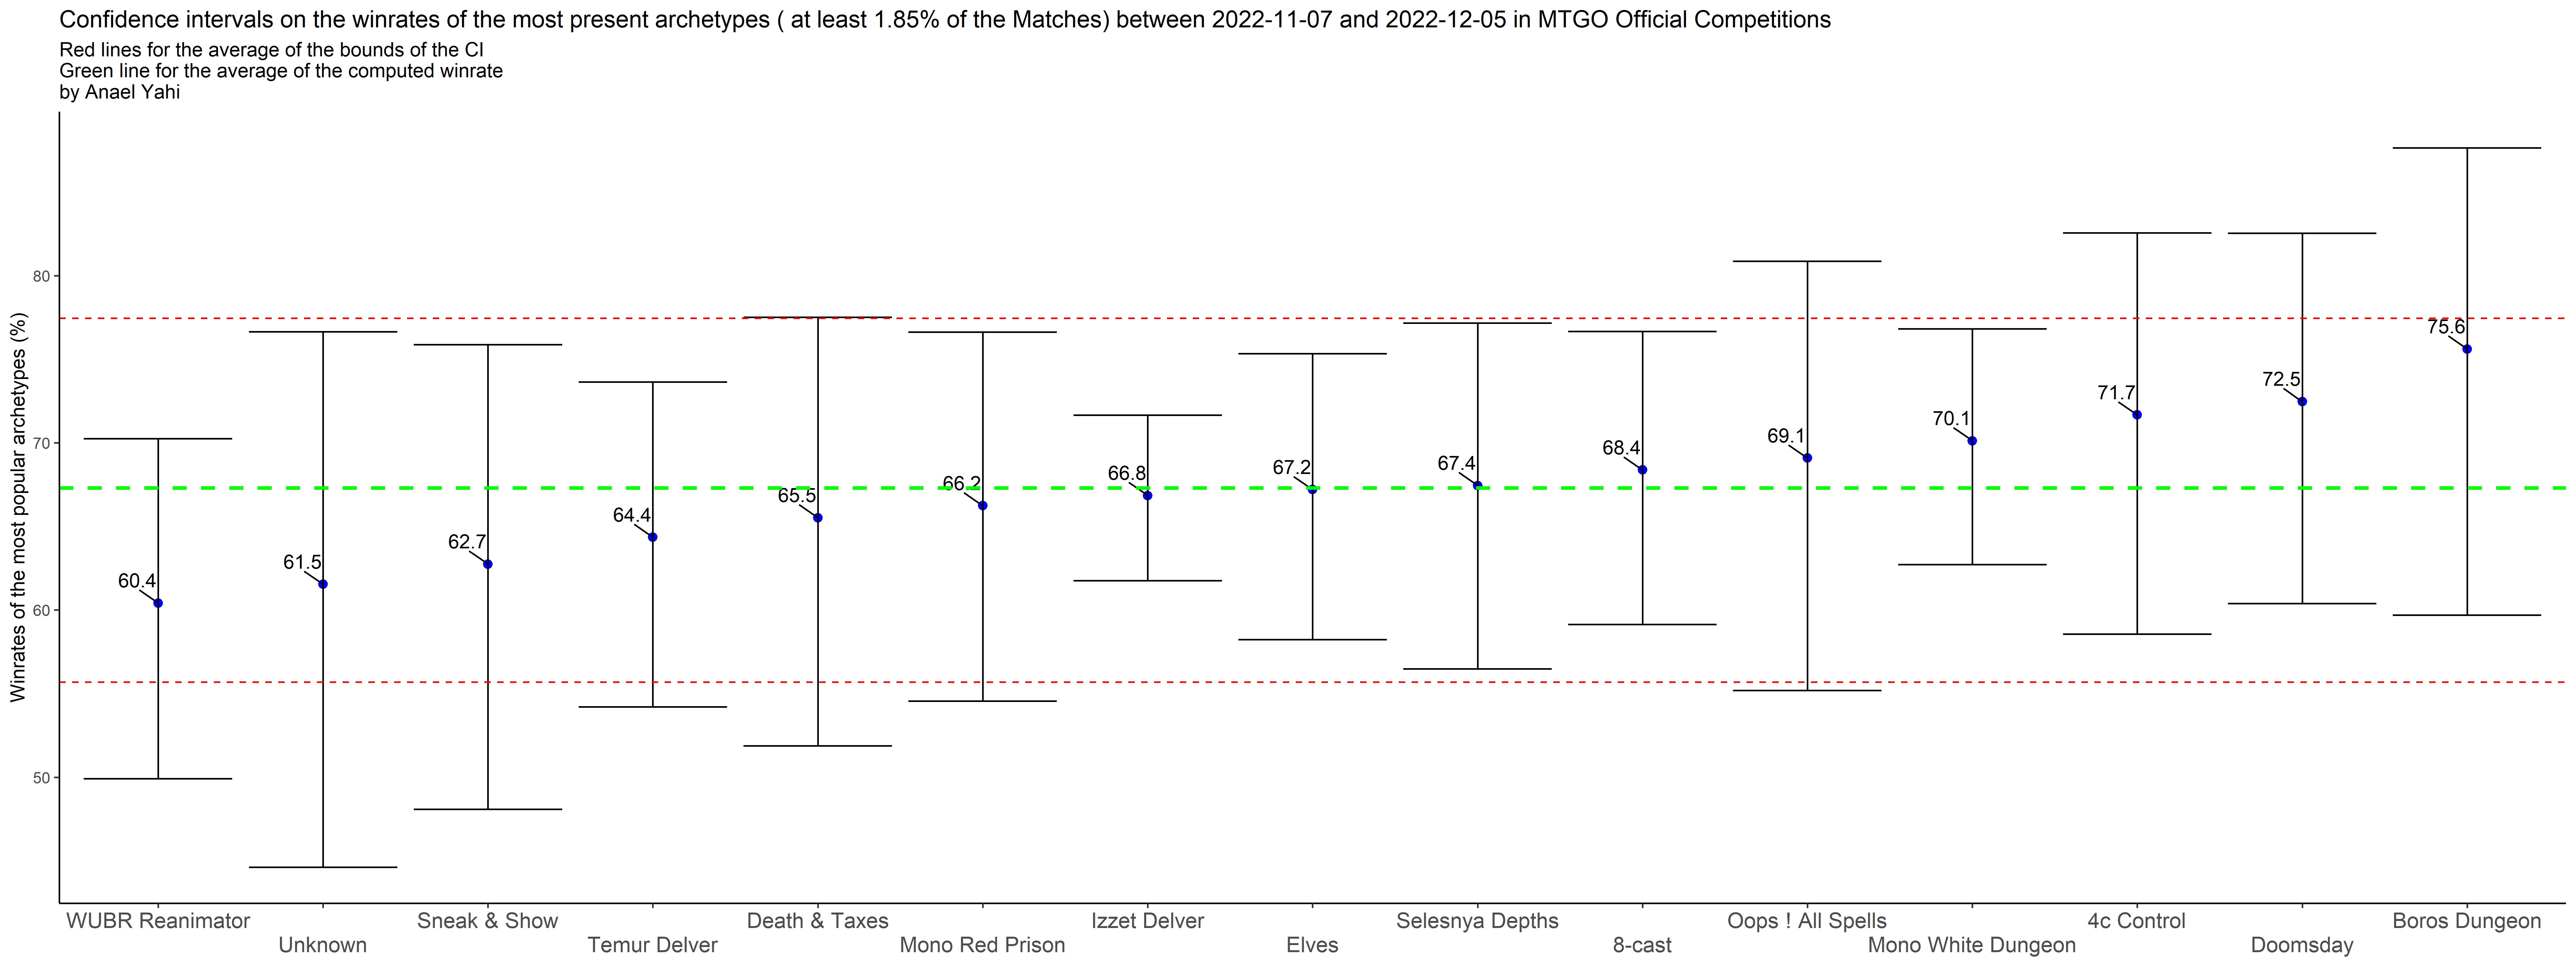 Confidence intervals on the winrates of the most present archetypes ( at least 1.85% of the Matches) between 2022-11-07 and 2022-12-05 in MTGO Official Competitions
Red lines for the average of the bounds of the CI
Green line for the average of the computed winrate
by Anael Yahi
Winrates of the most popular archetypes (%)
80
70
60
50
60.4
61.5
62.7
64.4
65.5
66.2
66.8
67.2
67.4
68.4
69.1
70.1
71.7
72.5
75.6
WUBR Reanimator
Unknown
Sneak & Show
Temur Delver
Death & Taxes
Mono Red Prison
Izzet Delver
Elves
Selesnya Depths
8-cast
Oops ! All Spells
Mono White Dungeon
4c Control
Doomsday
Boros Dungeon